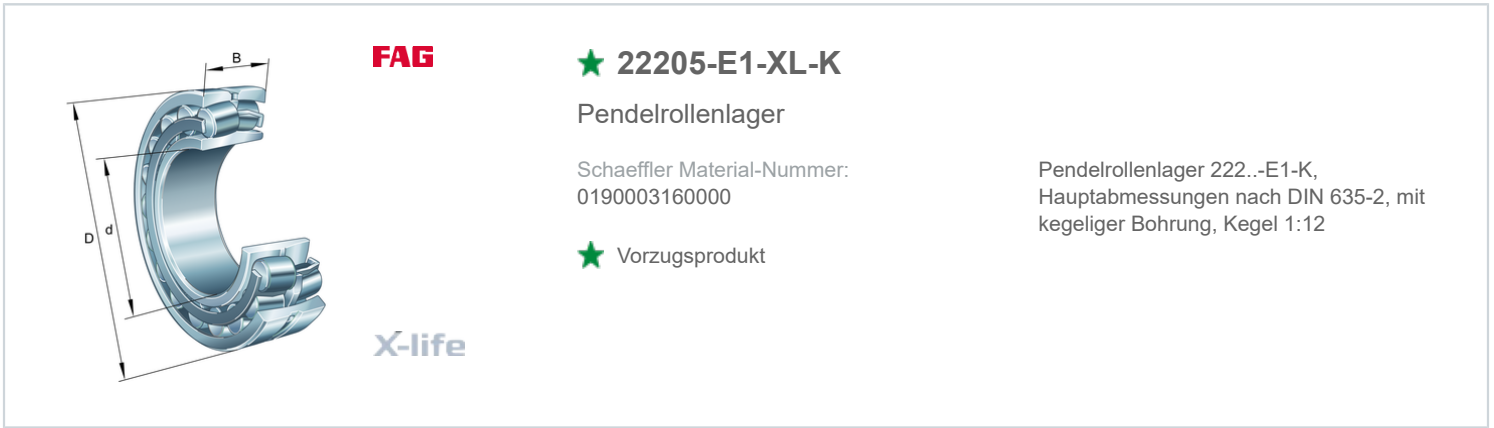 B
D
d
FAG
X-life
22205-E1-XL-K
Pendelrollenlager
Schaeffler Material-Nummer:
0190003160000
Vorzugsprodukt
Pendelrollenlager 222..-E1-K,
Hauptabmessungen nach DIN 635-2, mit
kegeliger Bohrung, Kegel 1:12